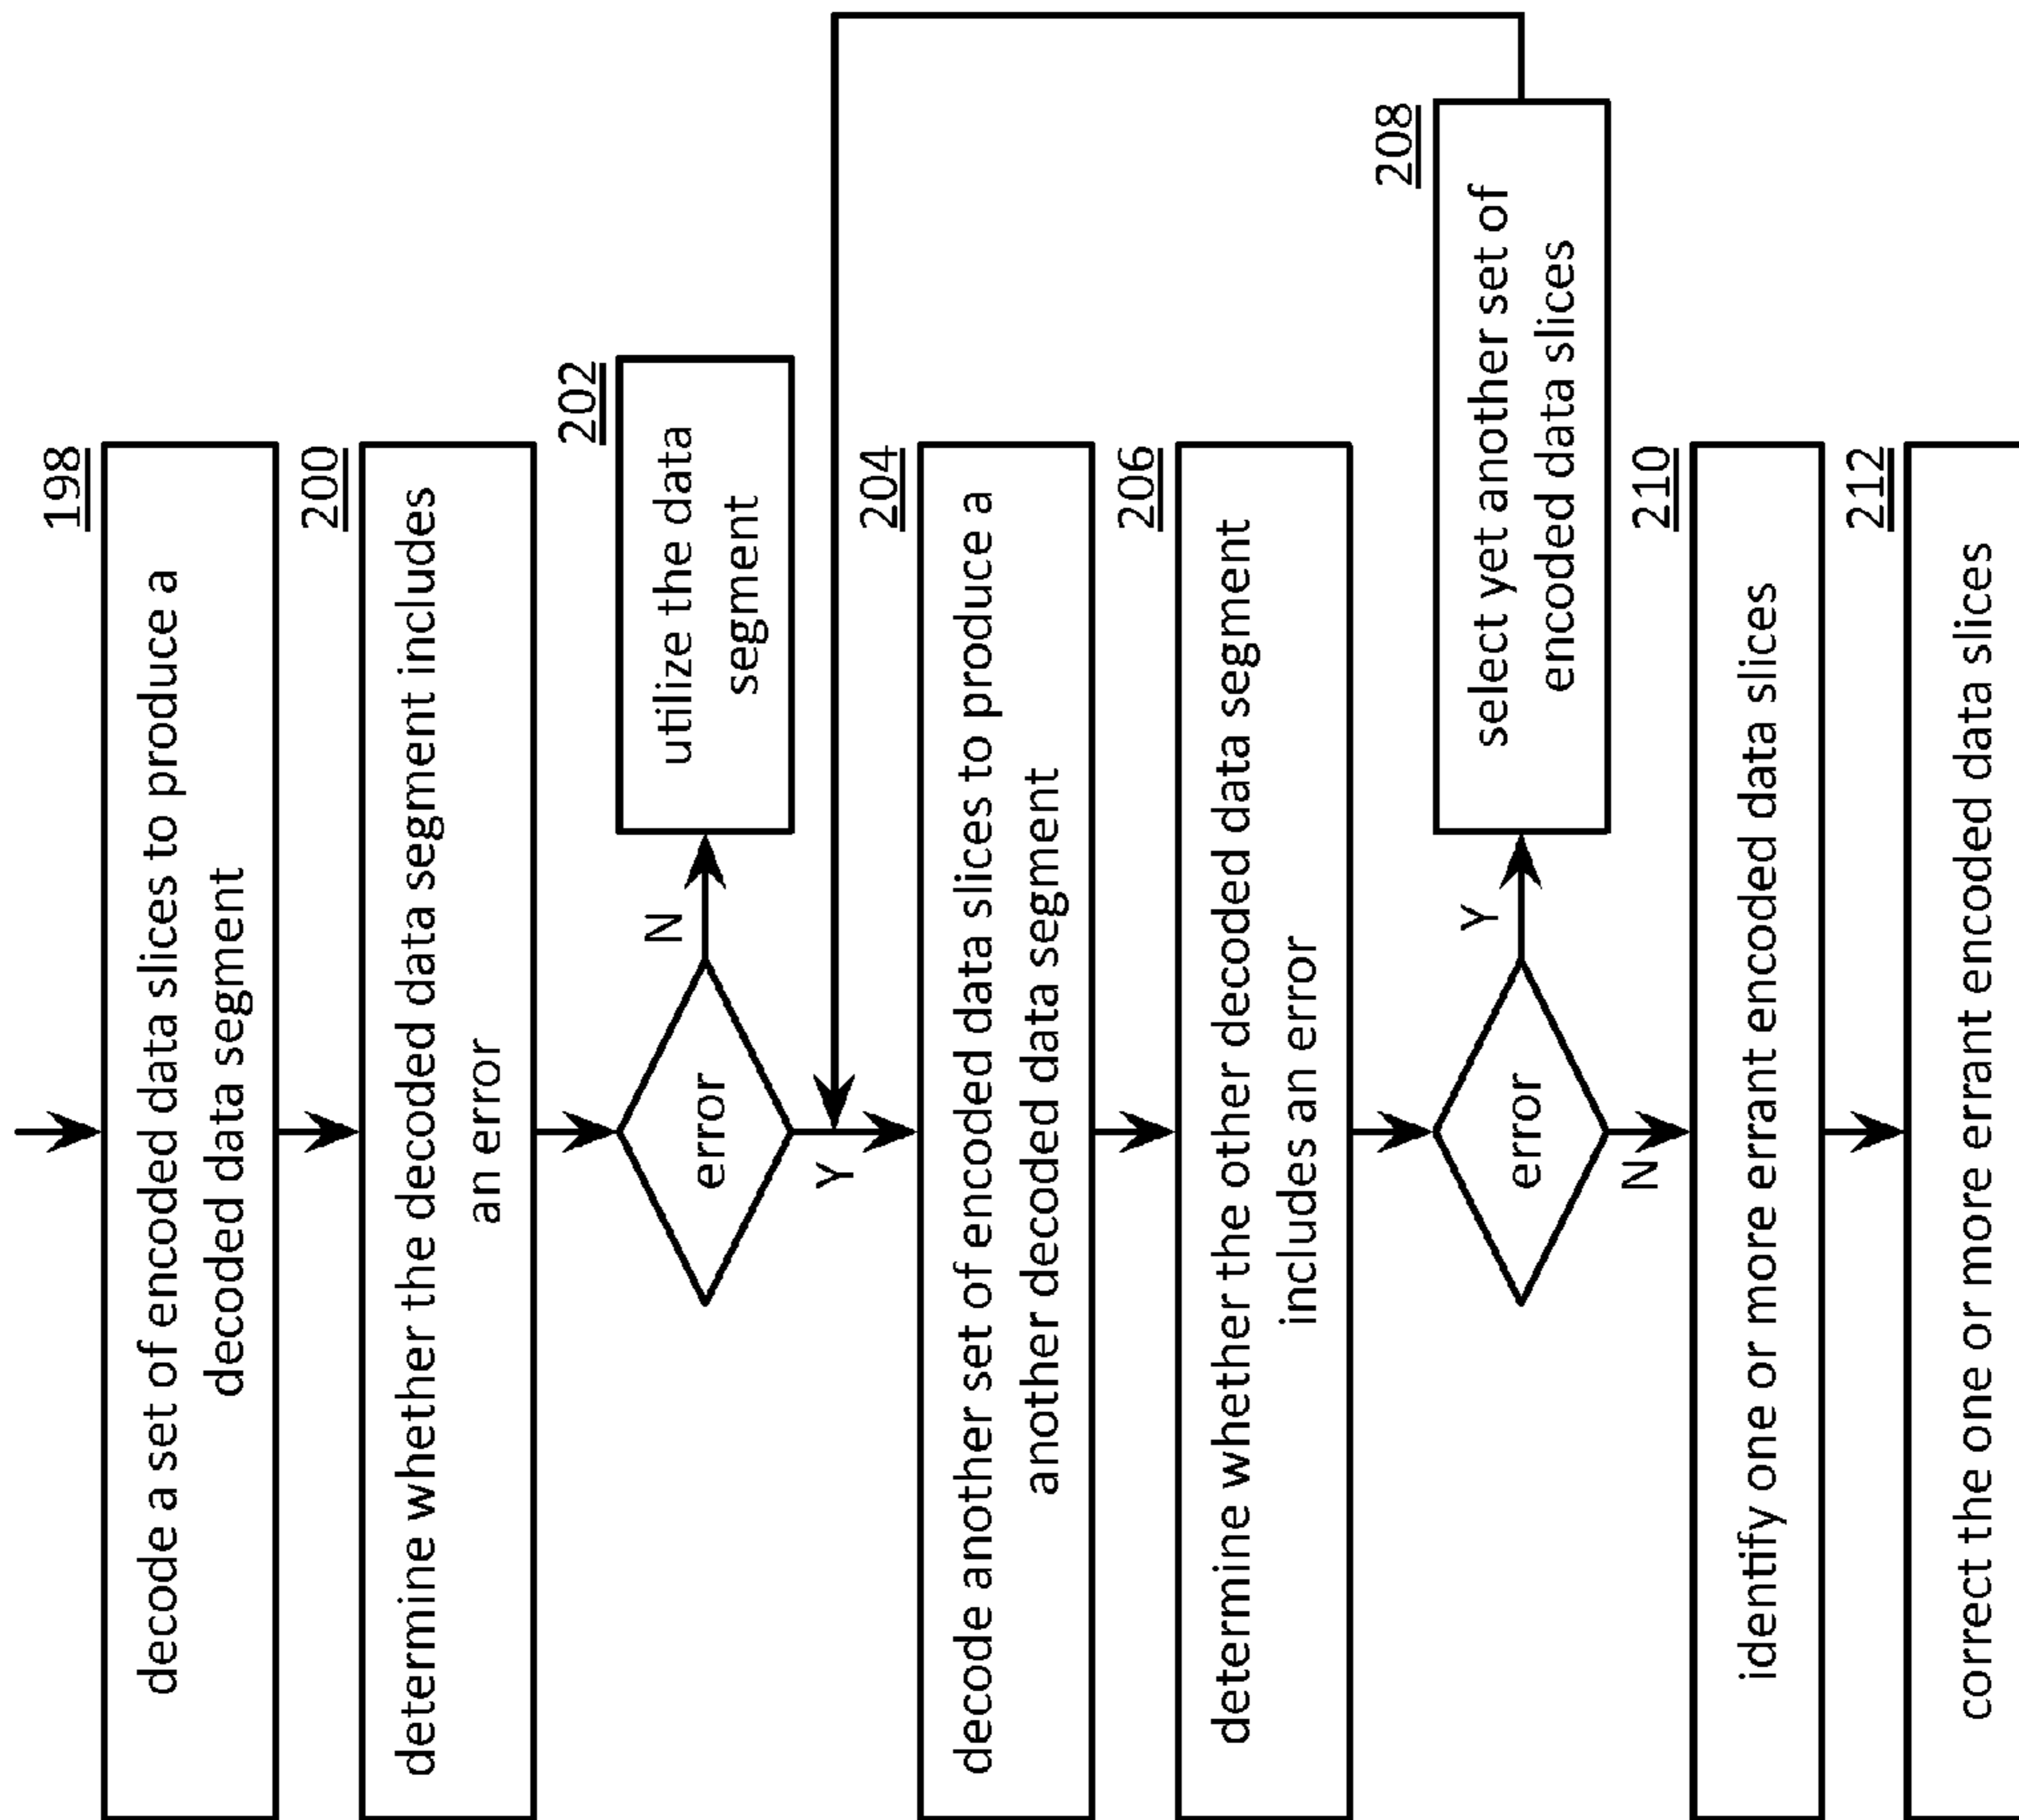 198
decode a set of encoded data slices to produce a
decoded data segment
200
determine whether the decoded data segment includes
an error
error
N
202
utilize the data
segment
Y
204
decode another set of encoded data slices to produce a
another decoded data segment
206
determine whether the other decoded data segment
includes an error
error
Y
208
select yet another set of
encoded data slices
N
210
identify one or more errant encoded data slices
212
correct the one or more errant encoded data slices